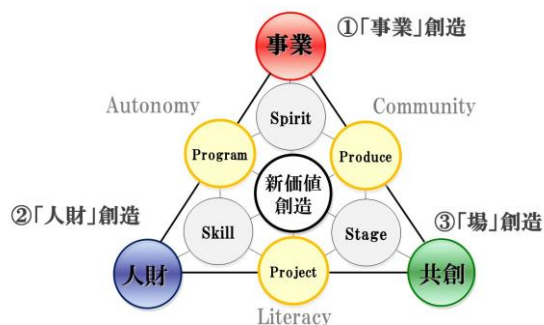 ①「事業」創造
事業
Autonomy
Community
Spirit
Program
Produce
新価値
創造
②「人財」創造
③「場」創造
Skill
Stage
人財
Project
共創
Literacy